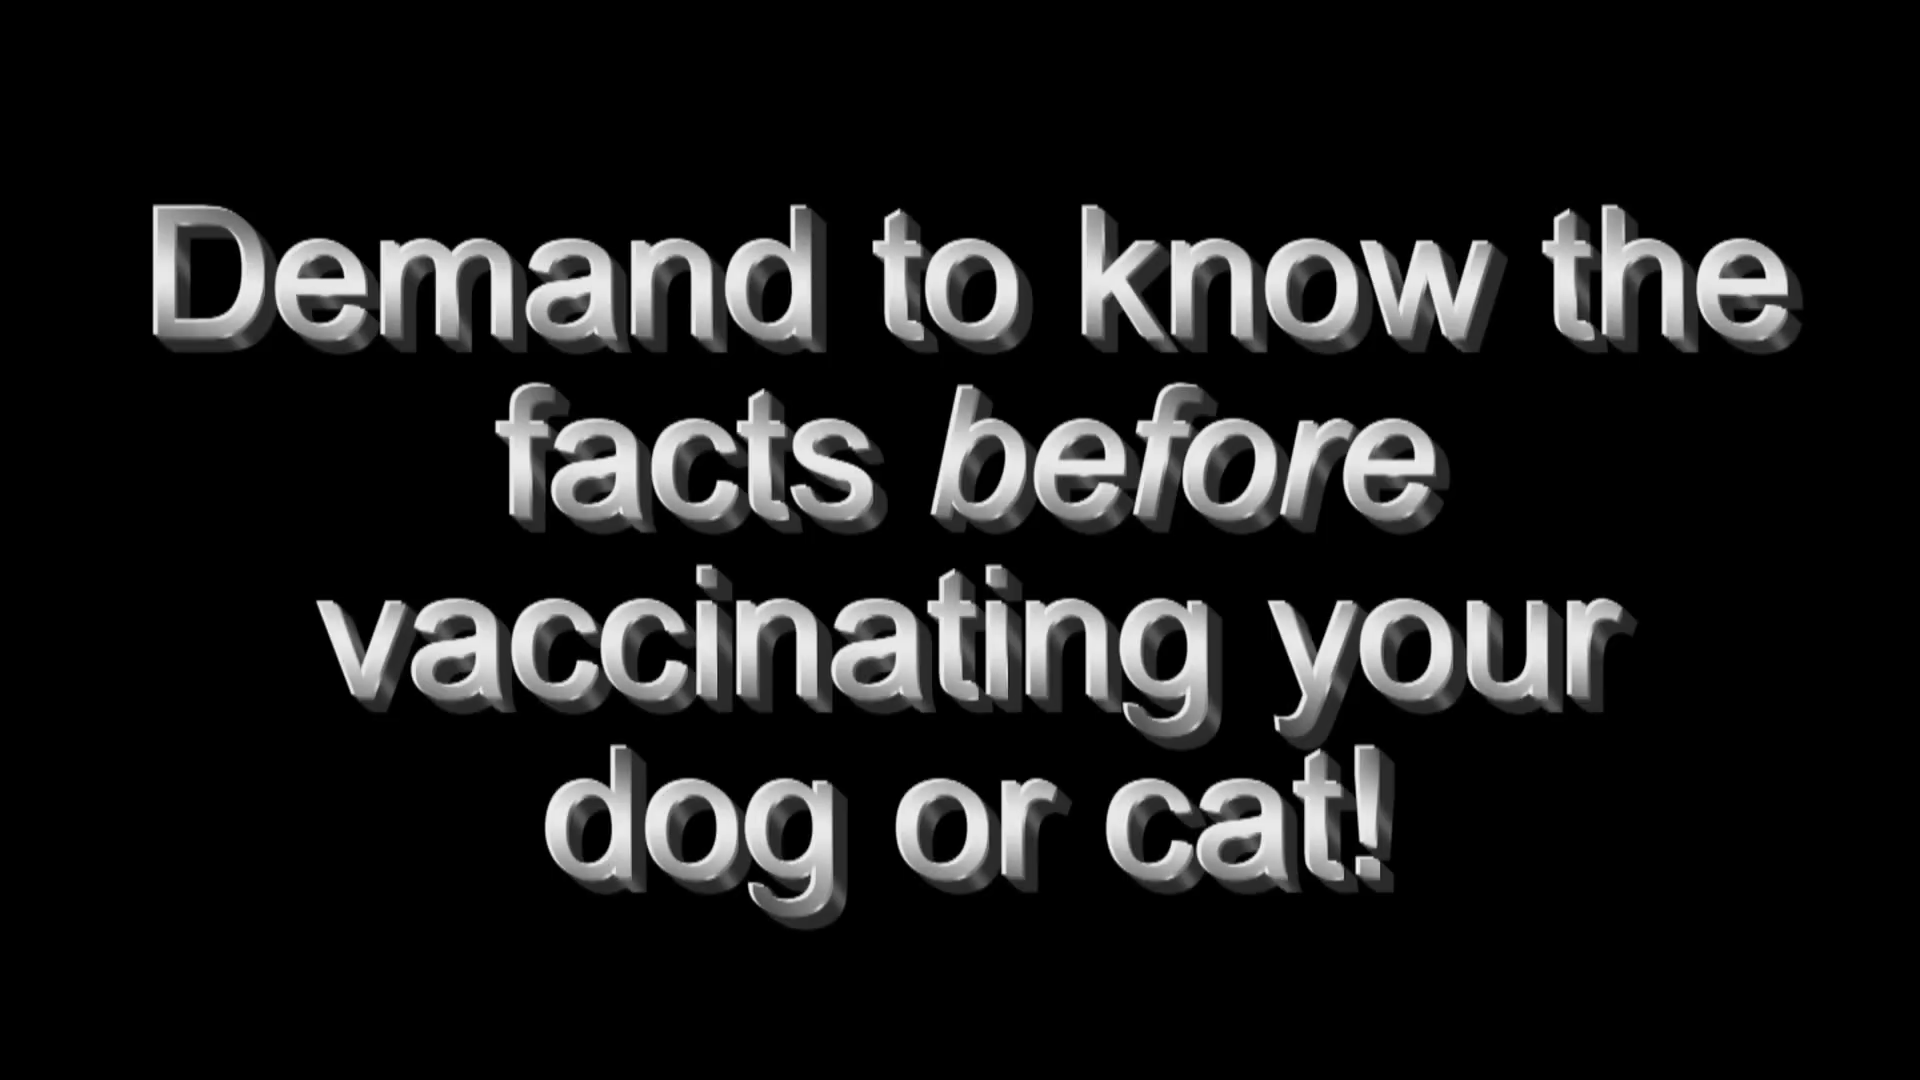 Demand to know the
facts before
vaccinating your
dog or cat!